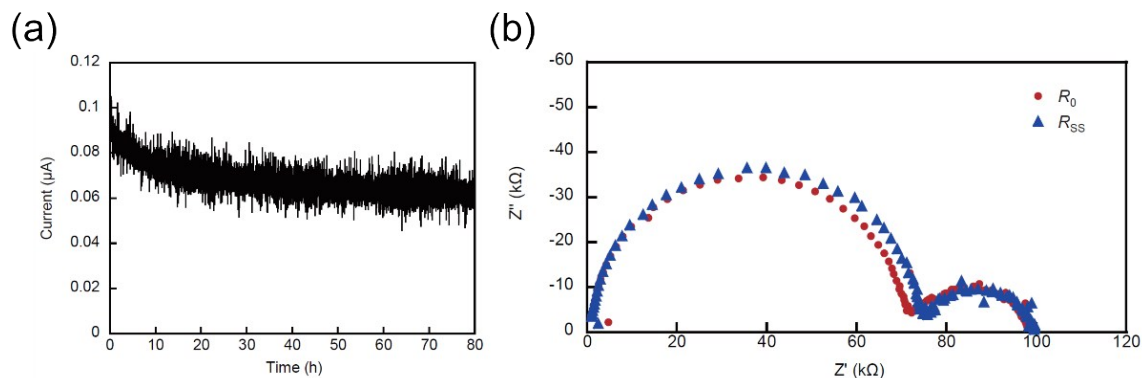 (a)
0.12
0.1
0.08
0.06
0.04
0.02
0
Current (μA)
0 10 20 30 40 50 60 70 80
Time (h)
(b)
-60
-50
-40
-30
-20
-10
0
Z" (kΩ)
R0
RSS
0 20 40 60 80 100 120
Z' (kΩ)